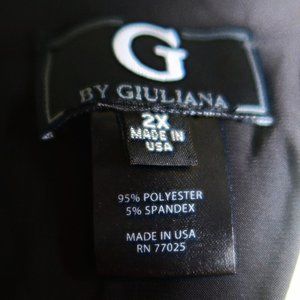 G
BY GIULIANA
2X
MADE IN
USA
95% POLYESTER
5% SPANDEX
MADE IN USA
RN 77025